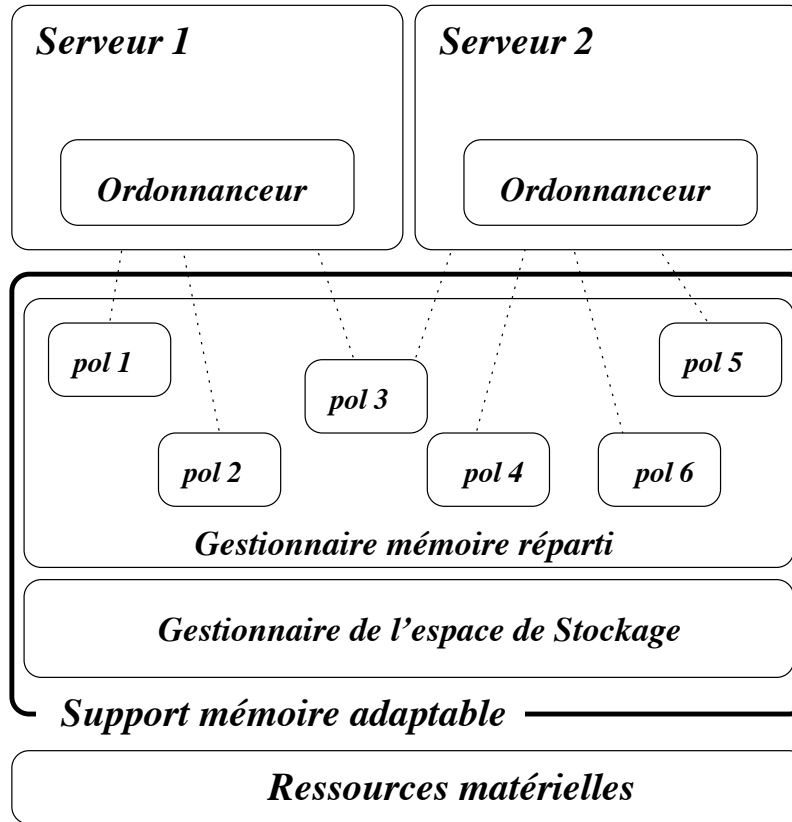 Serveur 1
Serveur 2
Ordonnanceur
Ordonnanceur
pol 1
pol 5
pol 3
pol 2
pol 4
pol 6
Gestionnaire mémoire réparti
Gestionnaire de l'espace de Stockage
Support mémoire adaptable
Ressources matérielles